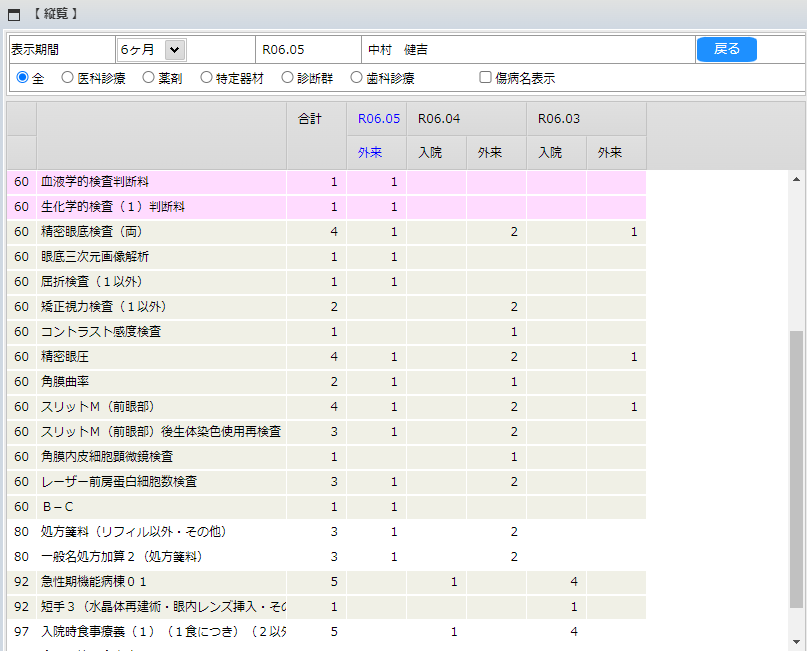 【 縦覧 】
表示期間 6ヶ月 R06.05 中村 健吉 戻る
全 医科診療 薬剤 特定器材 診断群 歯科診療 傷病名表示
合計 R06.05 R06.04 R06.03
外来 入院 外来 入院 外来
60 血液学的検査判断料 1 1
60 生化学的検査（１）判断料 1 1
60 精密眼底検査（両） 4 1 2 1
60 眼底三次元画像解析 1 1
60 屈折検査（１以外） 1 1
60 矯正視力検査（１以外） 2 2
60 コントラスト感度検査 1 1
60 精密眼圧 4 1 2 1
60 角膜曲率 2 1 1
60 スリットＭ（前眼部） 4 1 2 1
60 スリットＭ（前眼部）後生体染色使用再検査 3 1 2
60 角膜内皮細胞顕微鏡検査 1 1
60 レーザー前房蛋白細胞数検査 3 1 2
60 Ｂ－Ｃ 1 1
80 処方箋料（リフィル以外・その他） 3 1 2
80 一般名処方加算２（処方箋料） 3 1 2
92 急性期機能病棟０１ 5 1 4
92 短手３（水晶体再建術・眼内レンズ挿入・その 1 1
97 入院時食事療養（１）（１食につき）（２以外 5 1 4